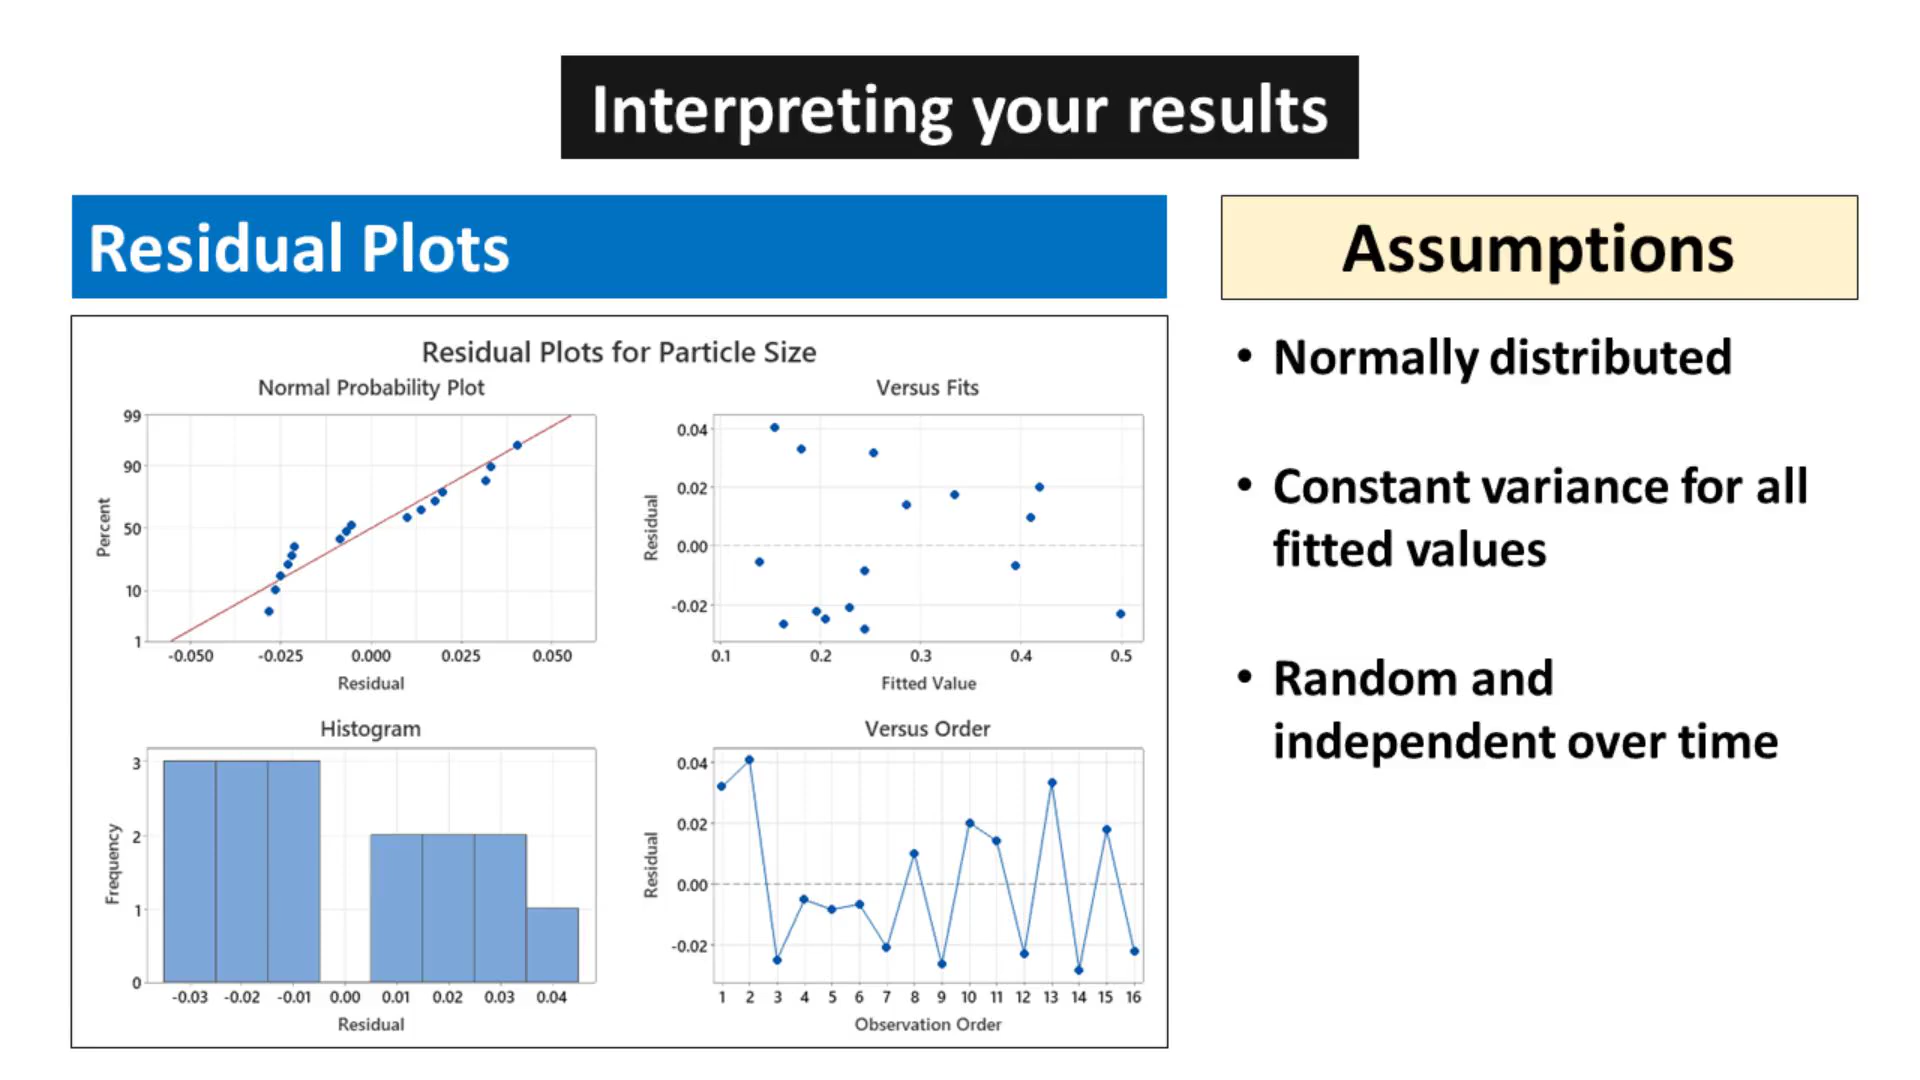 Interpreting your results
Residual Plots
Residual Plots for Particle Size
Normal Probability Plot
99
90
50
10
1
Percent
-0.050 -0.025 0.000 0.025 0.050
Residual
Versus Fits
0.04
0.02
0.00
-0.02
Residual
0.1 0.2 0.3 0.4 0.5
Fitted Value
Histogram
3
2
1
0
Frequency
-0.03 -0.02 -0.01 0.00 0.01 0.02 0.03 0.04
Residual
Versus Order
0.04
0.02
0.00
-0.02
Residual
1 2 3 4 5 6 7 8 9 10 11 12 13 14 15 16
Observation Order
Assumptions
• Normally distributed
• Constant variance for all
fitted values
• Random and
independent over time